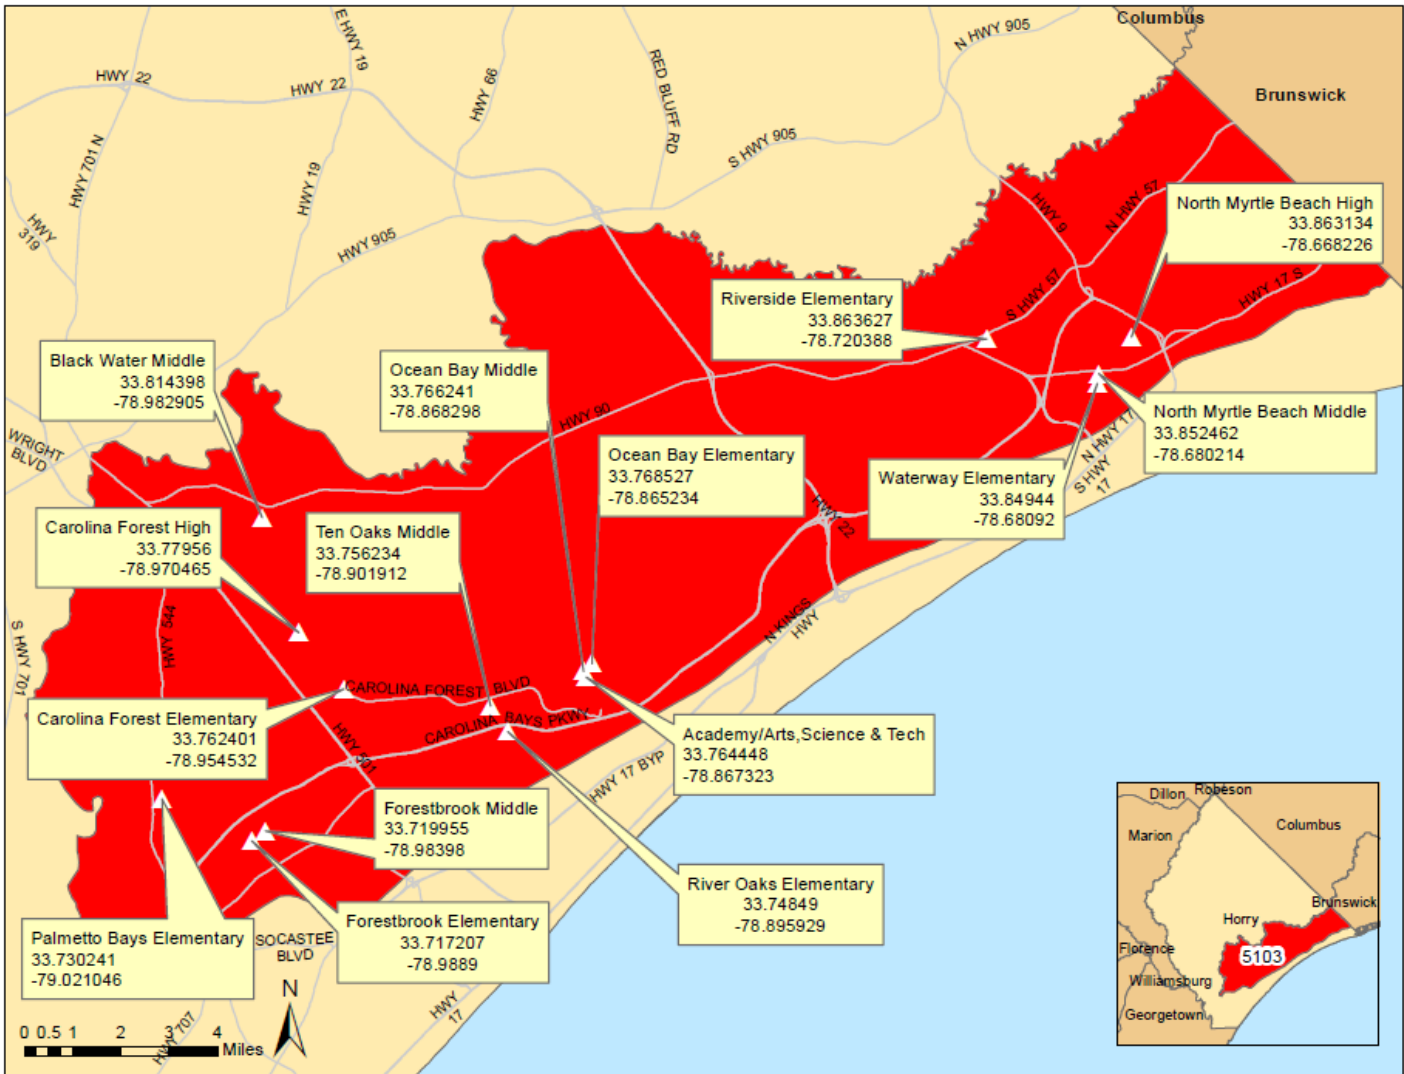 Columbus
Brunswick
E HWY 19
N HWY 905
HWY 22
HWY 22
HWY 66
RED BLUFF RD
S HWY 905
HWY 701 N
HWY 19
HWY 319
HWY 905
HWY 9
N HWY 57
North Myrtle Beach High
33.863134
-78.668226
Riverside Elementary
33.863627
-78.720388
S HWY 57
HWY 17 S
Black Water Middle
33.814398
-78.982905
Ocean Bay Middle
33.766241
-78.868298
HWY 90
North Myrtle Beach Middle
33.852462
-78.680214
N HWY 17
S HWY
17
WRIGHT
BLVD
Ocean Bay Elementary
33.768527
-78.865234
Waterway Elementary
33.84944
-78.68092
HWY 22
Carolina Forest High
33.77956
-78.970465
Ten Oaks Middle
33.756234
-78.901912
S HWY 701
HWY 544
N KINGS
HWY
CAROLINA FOREST BLVD
CAROLINA BAYS PKWY
Carolina Forest Elementary
33.762401
-78.954532
HWY 501
Academy/Arts,Science & Tech
33.764448
-78.867323
HWY 17 BYP
Forestbrook Middle
33.719955
-78.98398
River Oaks Elementary
33.74849
-78.895929
Forestbrook Elementary
33.717207
-78.9889
Palmetto Bays Elementary
33.730241
-79.021046
SOCASTEE
BLVD
HWY
17
HWY 707
N
0 0.5 1 2 3 4
Miles
Dillon
Robeson
Marion
Columbus
Brunswick
Horry
Florence
5103
Williamsburg
Georgetown